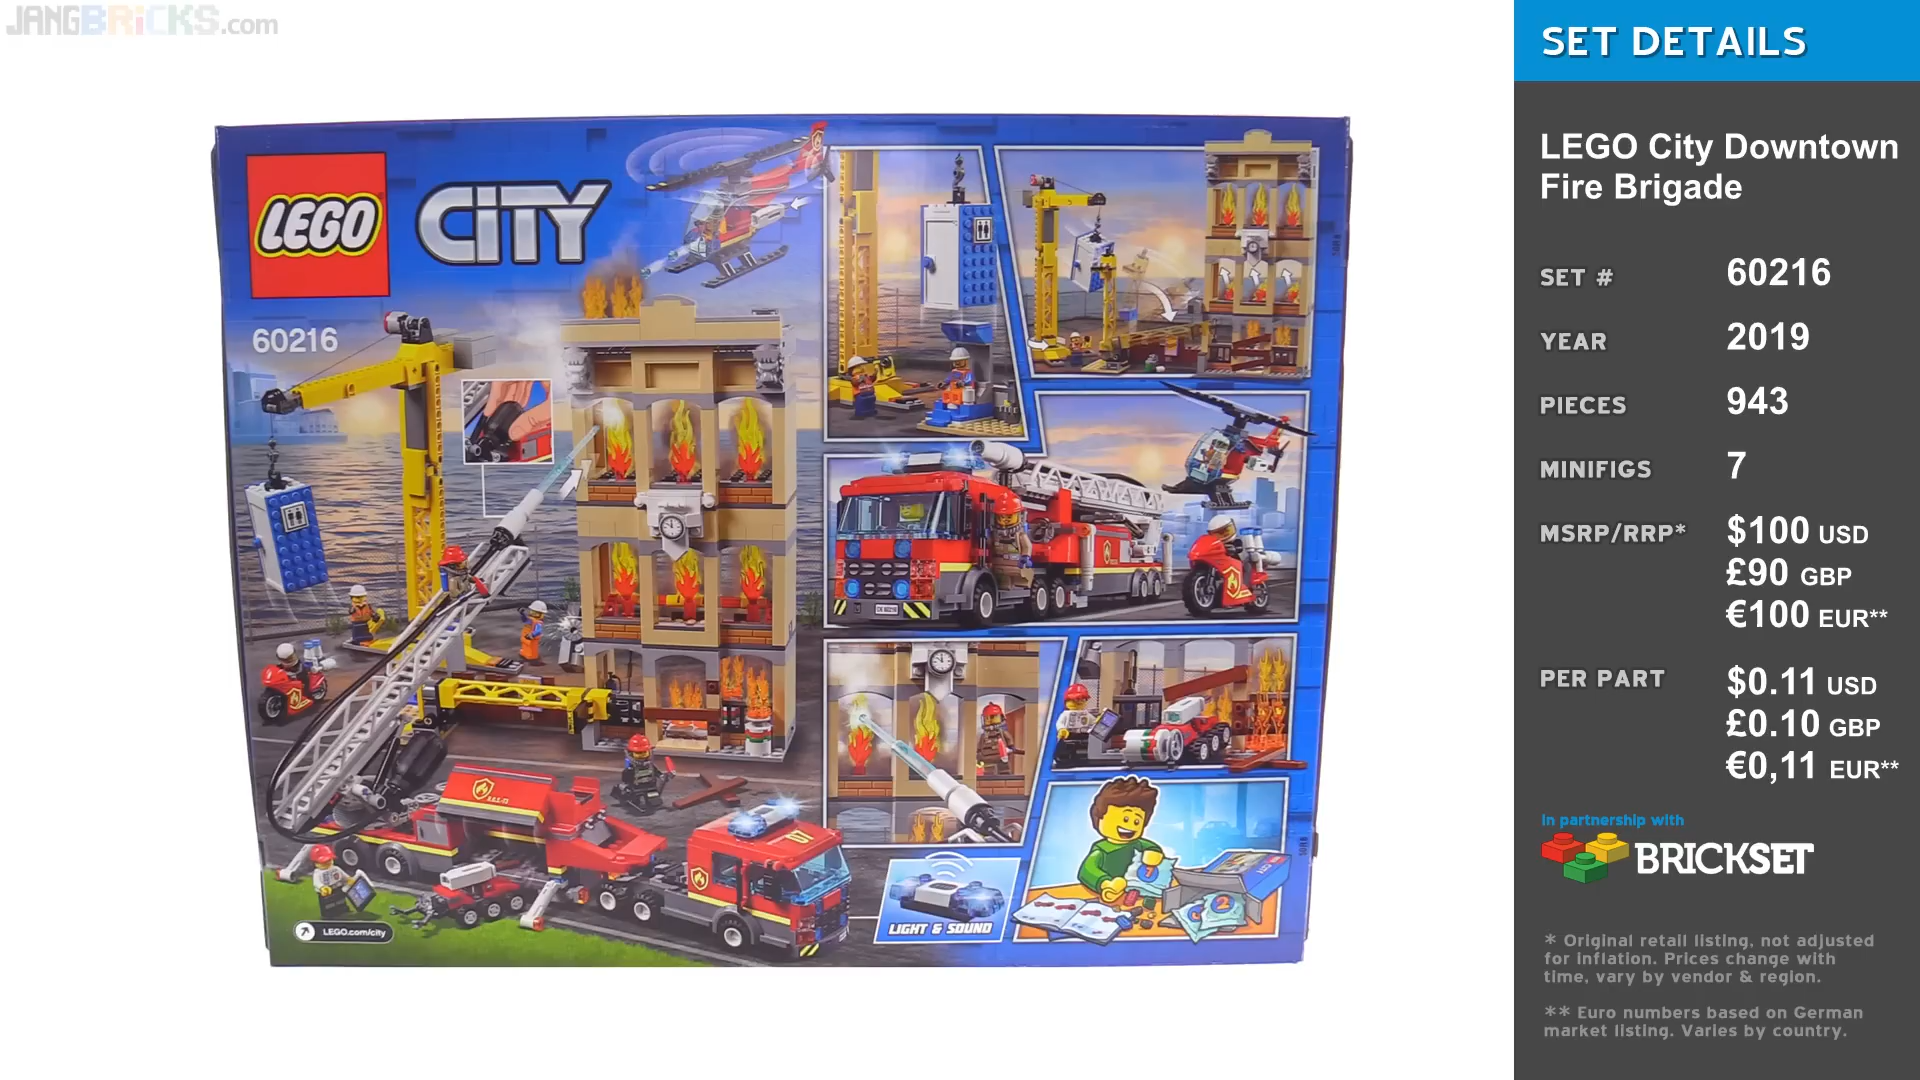 JANGBRiCKS.com
LEGO
CITY
60216
LEGO.com/city
LIGHT & SOUND
SET DETAILS
LEGO City Downtown
Fire Brigade
SET # 60216
YEAR 2019
PIECES 943
MINIFIGS 7
MSRP/RRP* $100 USD
£90 GBP
€100 EUR**
PER PART $0.11 USD
£0.10 GBP
€0,11 EUR**
In partnership with
BRICKSET
* Original retail listing, not adjusted
for inflation. Prices change with
time, vary by vendor & region.
** Euro numbers based on German
market listing. Varies by country.